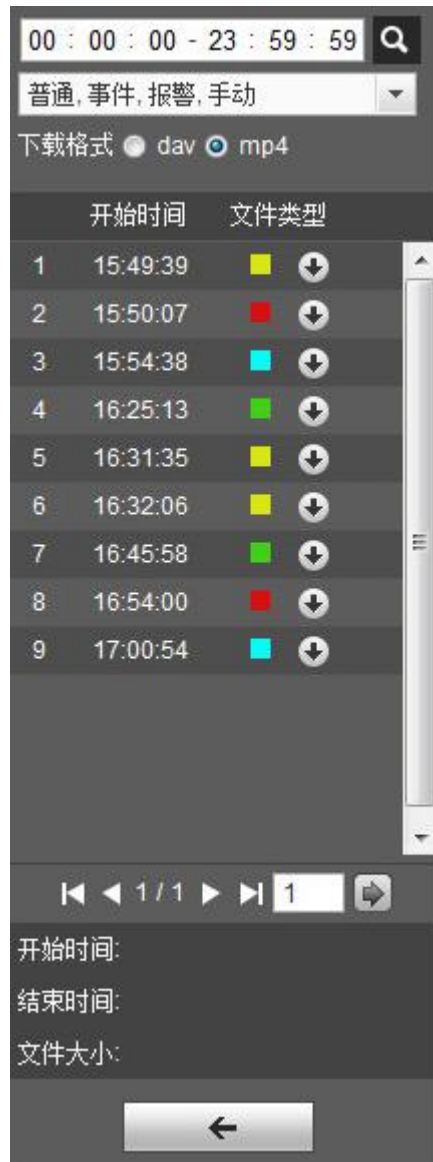 00 : 00 : 00 - 23 : 59 : 59
普通, 事件, 报警, 手动
下载格式 dav mp4
开始时间 文件类型
1 15:49:39
2 15:50:07
3 15:54:38
4 16:25:13
5 16:31:35
6 16:32:06
7 16:45:58
8 16:54:00
9 17:00:54
1 / 1 1
开始时间:
结束时间:
文件大小: